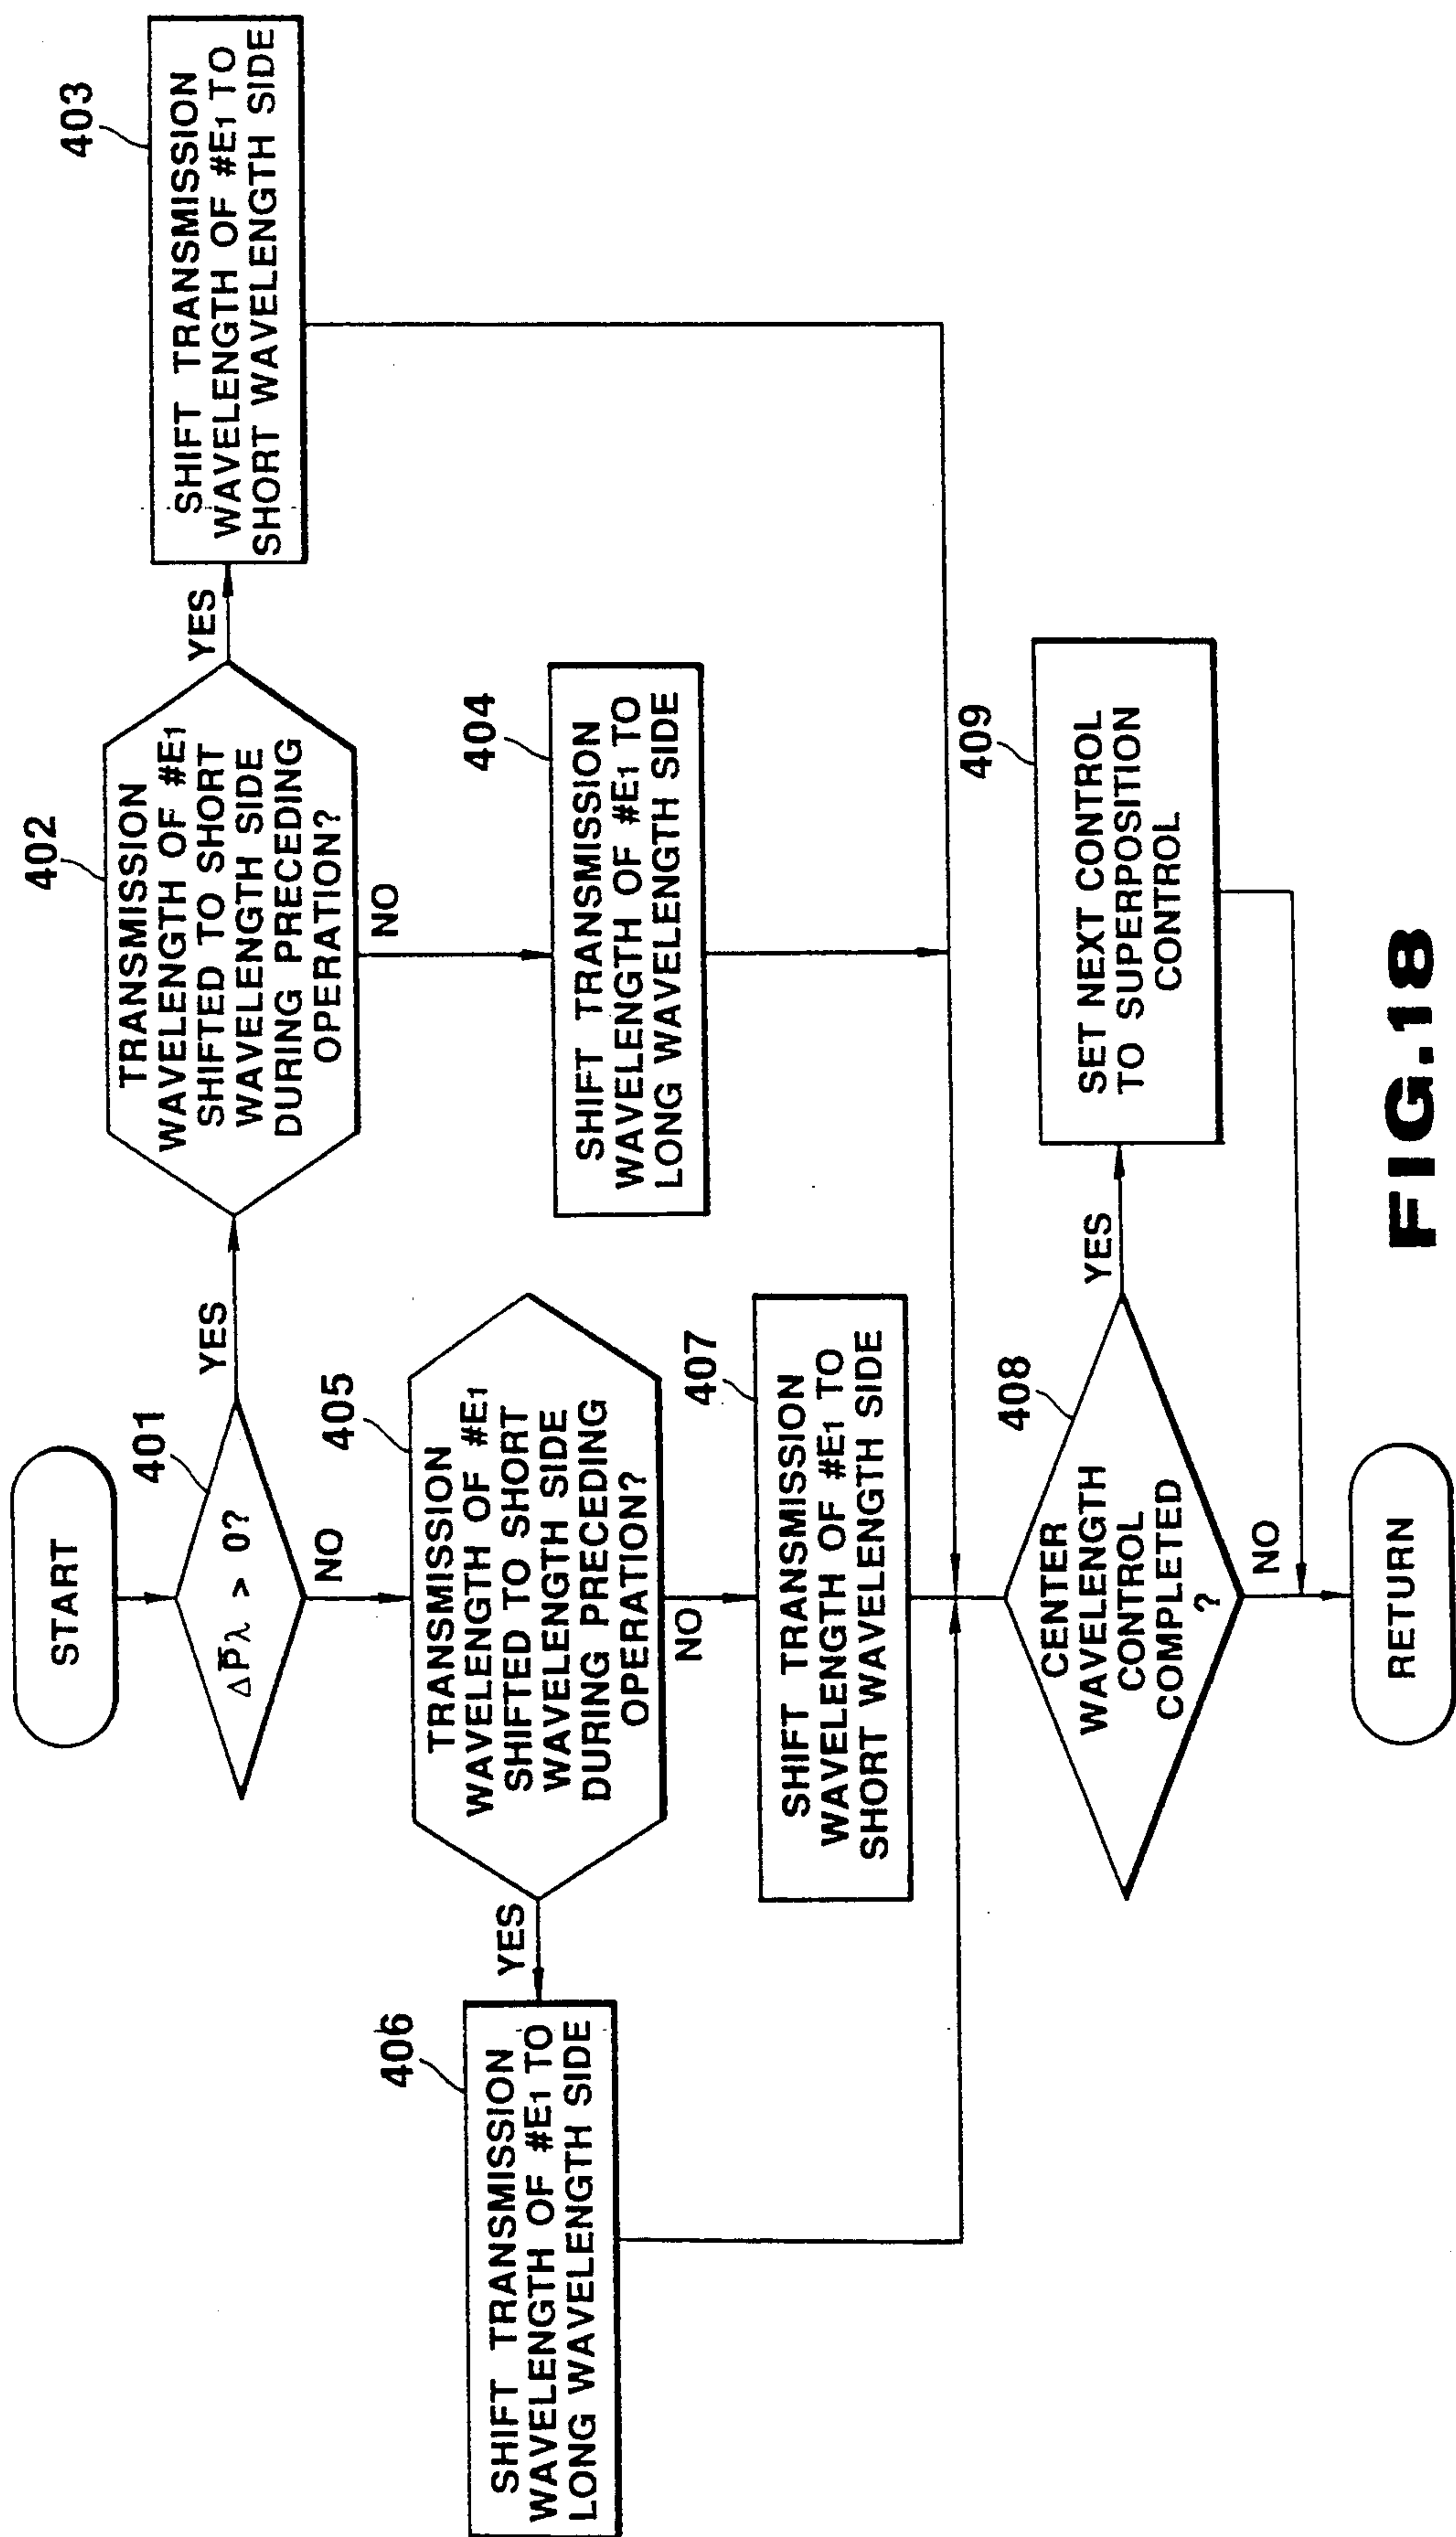 START
401
ΔP̅λ > 0?
YES
NO
402
TRANSMISSION
WAVELENGTH OF #E1
SHIFTED TO SHORT
WAVELENGTH SIDE
DURING PRECEDING
OPERATION?
YES
NO
403
SHIFT TRANSMISSION
WAVELENGTH OF #E1 TO
SHORT WAVELENGTH SIDE
404
SHIFT TRANSMISSION
WAVELENGTH OF #E1 TO
LONG WAVELENGTH SIDE
405
TRANSMISSION
WAVELENGTH OF #E1
SHIFTED TO SHORT
WAVELENGTH SIDE
DURING PRECEDING
OPERATION?
YES
NO
406
SHIFT TRANSMISSION
WAVELENGTH OF #E1 TO
LONG WAVELENGTH SIDE
407
SHIFT TRANSMISSION
WAVELENGTH OF #E1 TO
SHORT WAVELENGTH SIDE
408
CENTER
WAVELENGTH
CONTROL
COMPLETED
?
YES
NO
409
SET NEXT CONTROL
TO SUPERPOSITION
CONTROL
RETURN
FIG.18